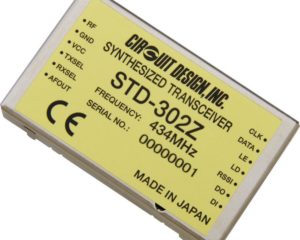 RF
GND
VCC
TXSEL
RXSEL
AFOUT
CIRCUIT DESIGN, INC.
SYNTHESIZED TRANSCEIVER
STD-302Z
FREQUENCY: 434MHz
SERIAL NO.: 00000001
CE
MADE IN JAPAN
CLK
DATA
LE
LD
RSSI
DO
DI